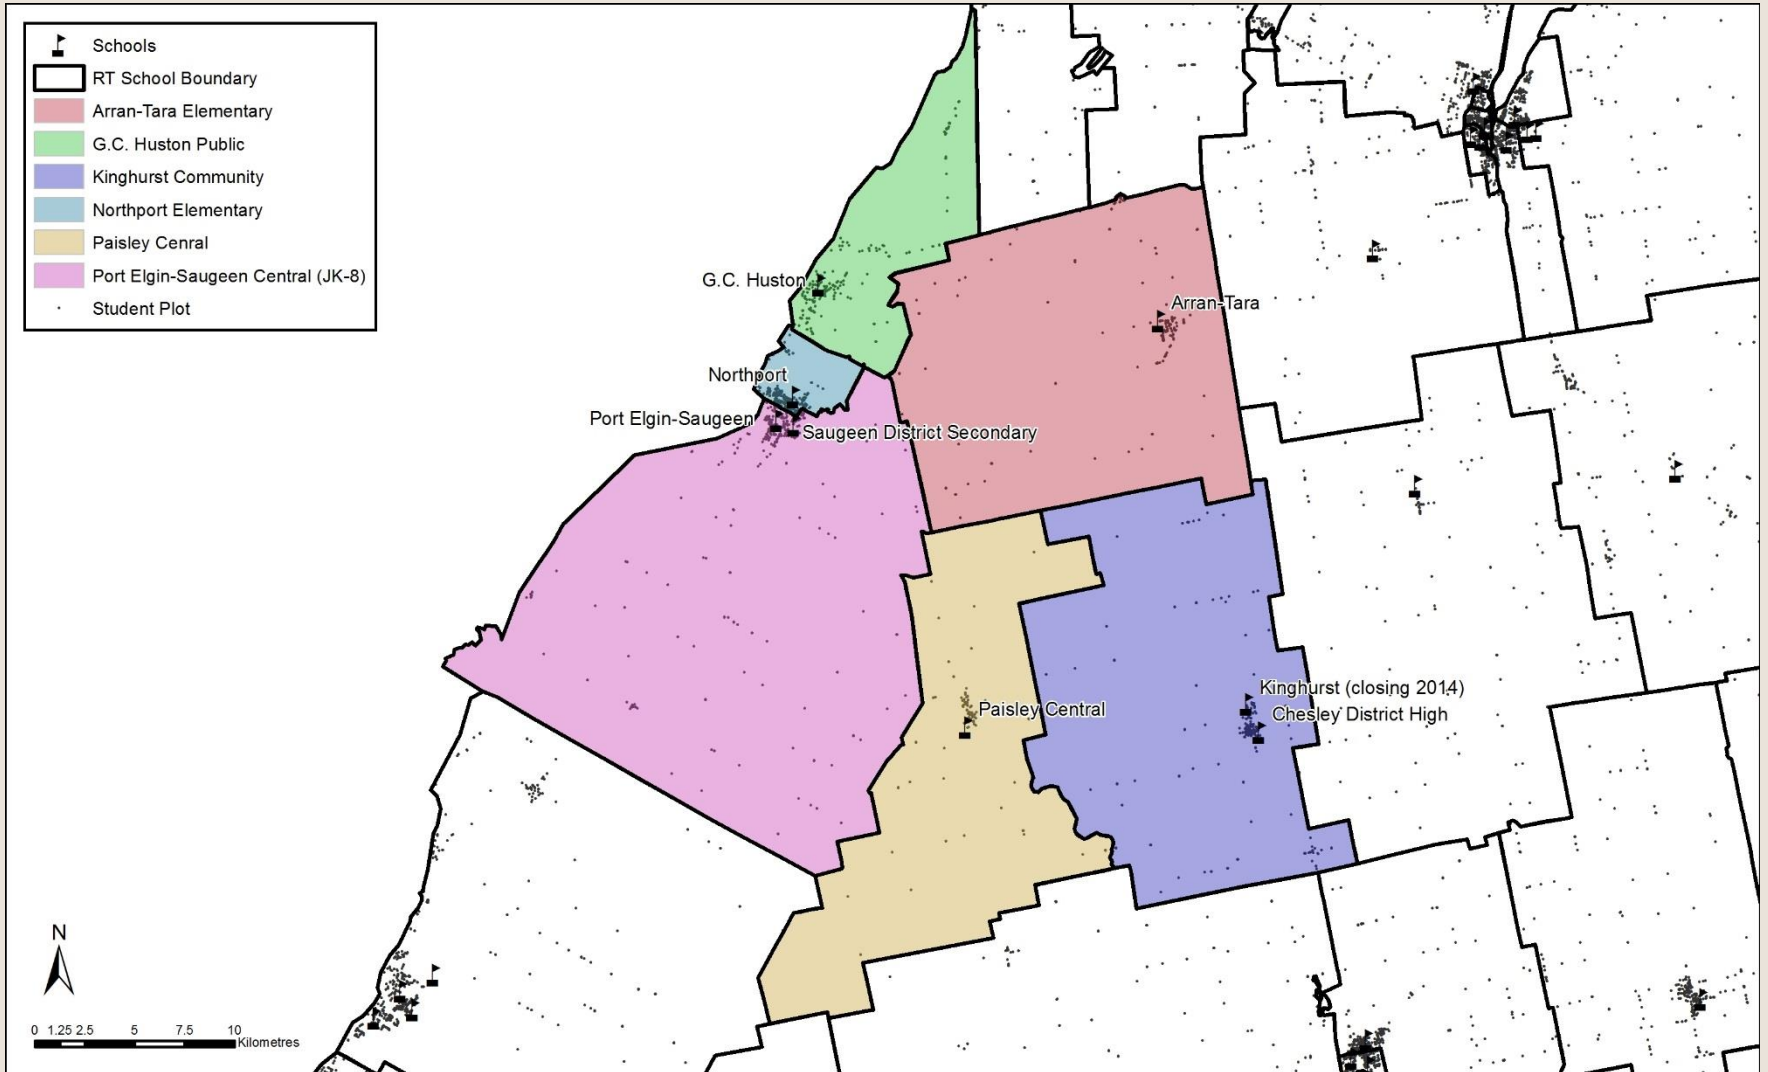 Schools
RT School Boundary
Arran-Tara Elementary
G.C. Huston Public
Kinghurst Community
Northport Elementary
Paisley Cenral
Port Elgin-Saugeen Central (JK-8)
Student Plot
G.C. Huston
Arran-Tara
Northport
Port Elgin-Saugeen
Saugeen District Secondary
Kinghurst (closing 2014)
Paisley Central
Chesley District High
N
0 1.25 2.5 5 7.5 10
Kilometres